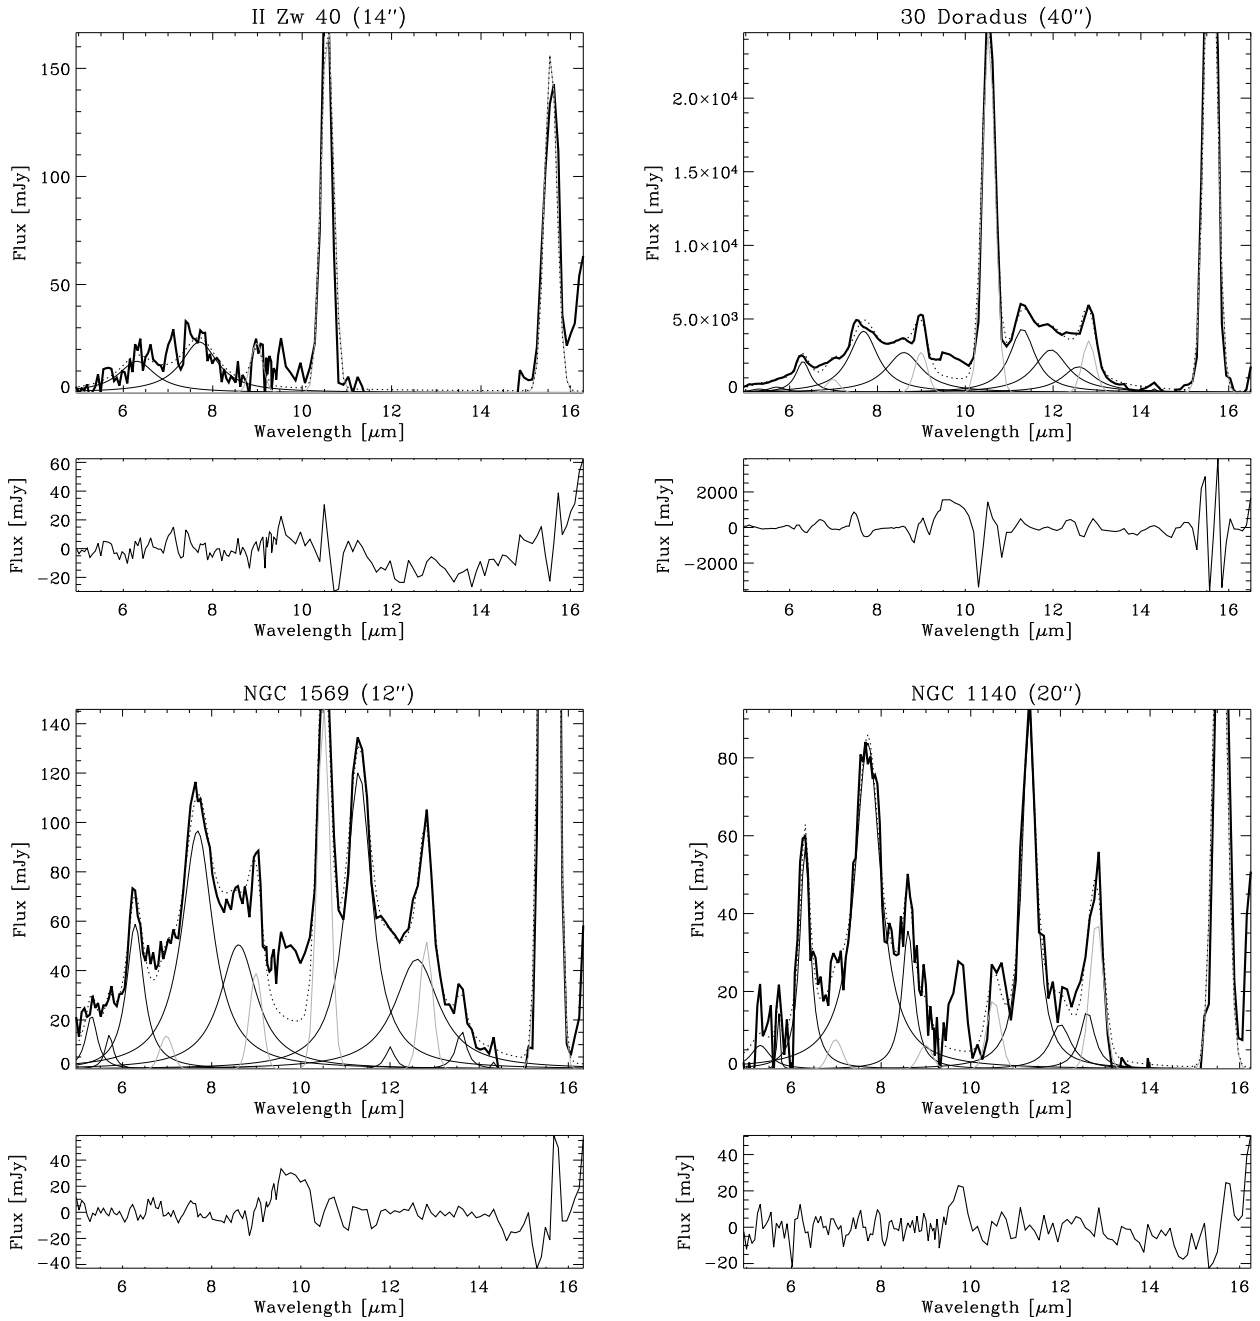 II Zw 40 (14″)
150
100
50
0
Flux [mJy]
6 8 10 12 14 16
Wavelength [μm]
60
40
20
0
−20
Flux [mJy]
6 8 10 12 14 16
Wavelength [μm]
30 Doradus (40″)
2.0×10⁴
1.5×10⁴
1.0×10⁴
5.0×10³
0
Flux [mJy]
6 8 10 12 14 16
Wavelength [μm]
2000
0
−2000
Flux [mJy]
6 8 10 12 14 16
Wavelength [μm]
NGC 1569 (12″)
140
120
100
80
60
40
20
0
Flux [mJy]
6 8 10 12 14 16
Wavelength [μm]
40
20
0
−20
−40
Flux [mJy]
6 8 10 12 14 16
Wavelength [μm]
NGC 1140 (20″)
80
60
40
20
0
Flux [mJy]
6 8 10 12 14 16
Wavelength [μm]
40
20
0
−20
Flux [mJy]
6 8 10 12 14 16
Wavelength [μm]